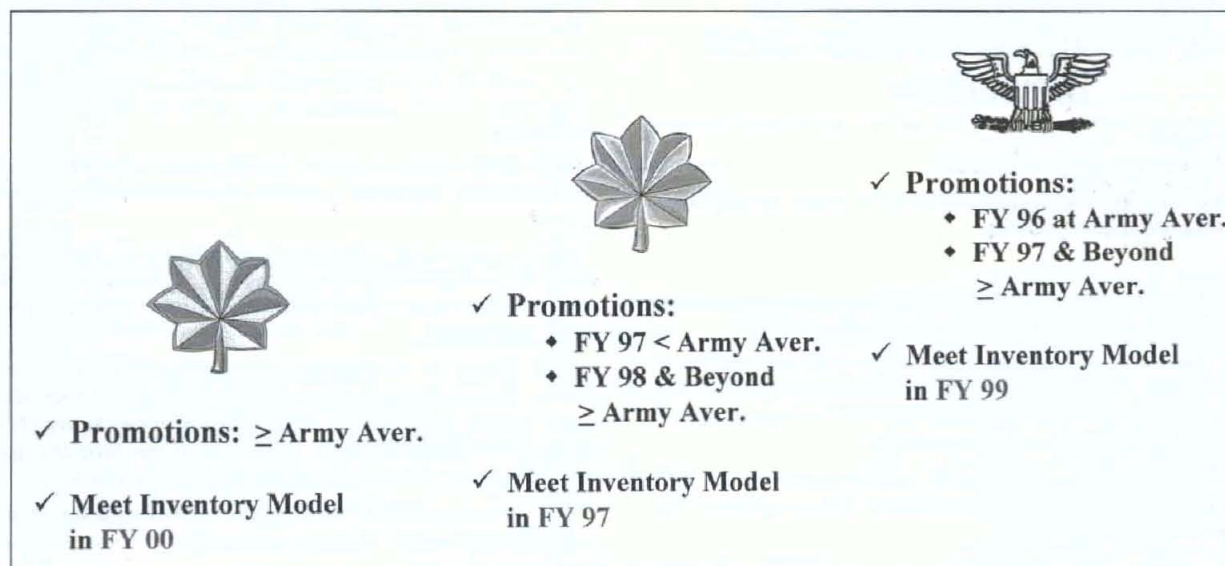 ✓ Promotions: ≥ Army Aver.
✓ Meet Inventory Model
in FY 00
✓ Promotions:
◆ FY 97 < Army Aver.
◆ FY 98 & Beyond
≥ Army Aver.
✓ Meet Inventory Model
in FY 97
✓ Promotions:
◆ FY 96 at Army Aver.
◆ FY 97 & Beyond
≥ Army Aver.
✓ Meet Inventory Model
in FY 99